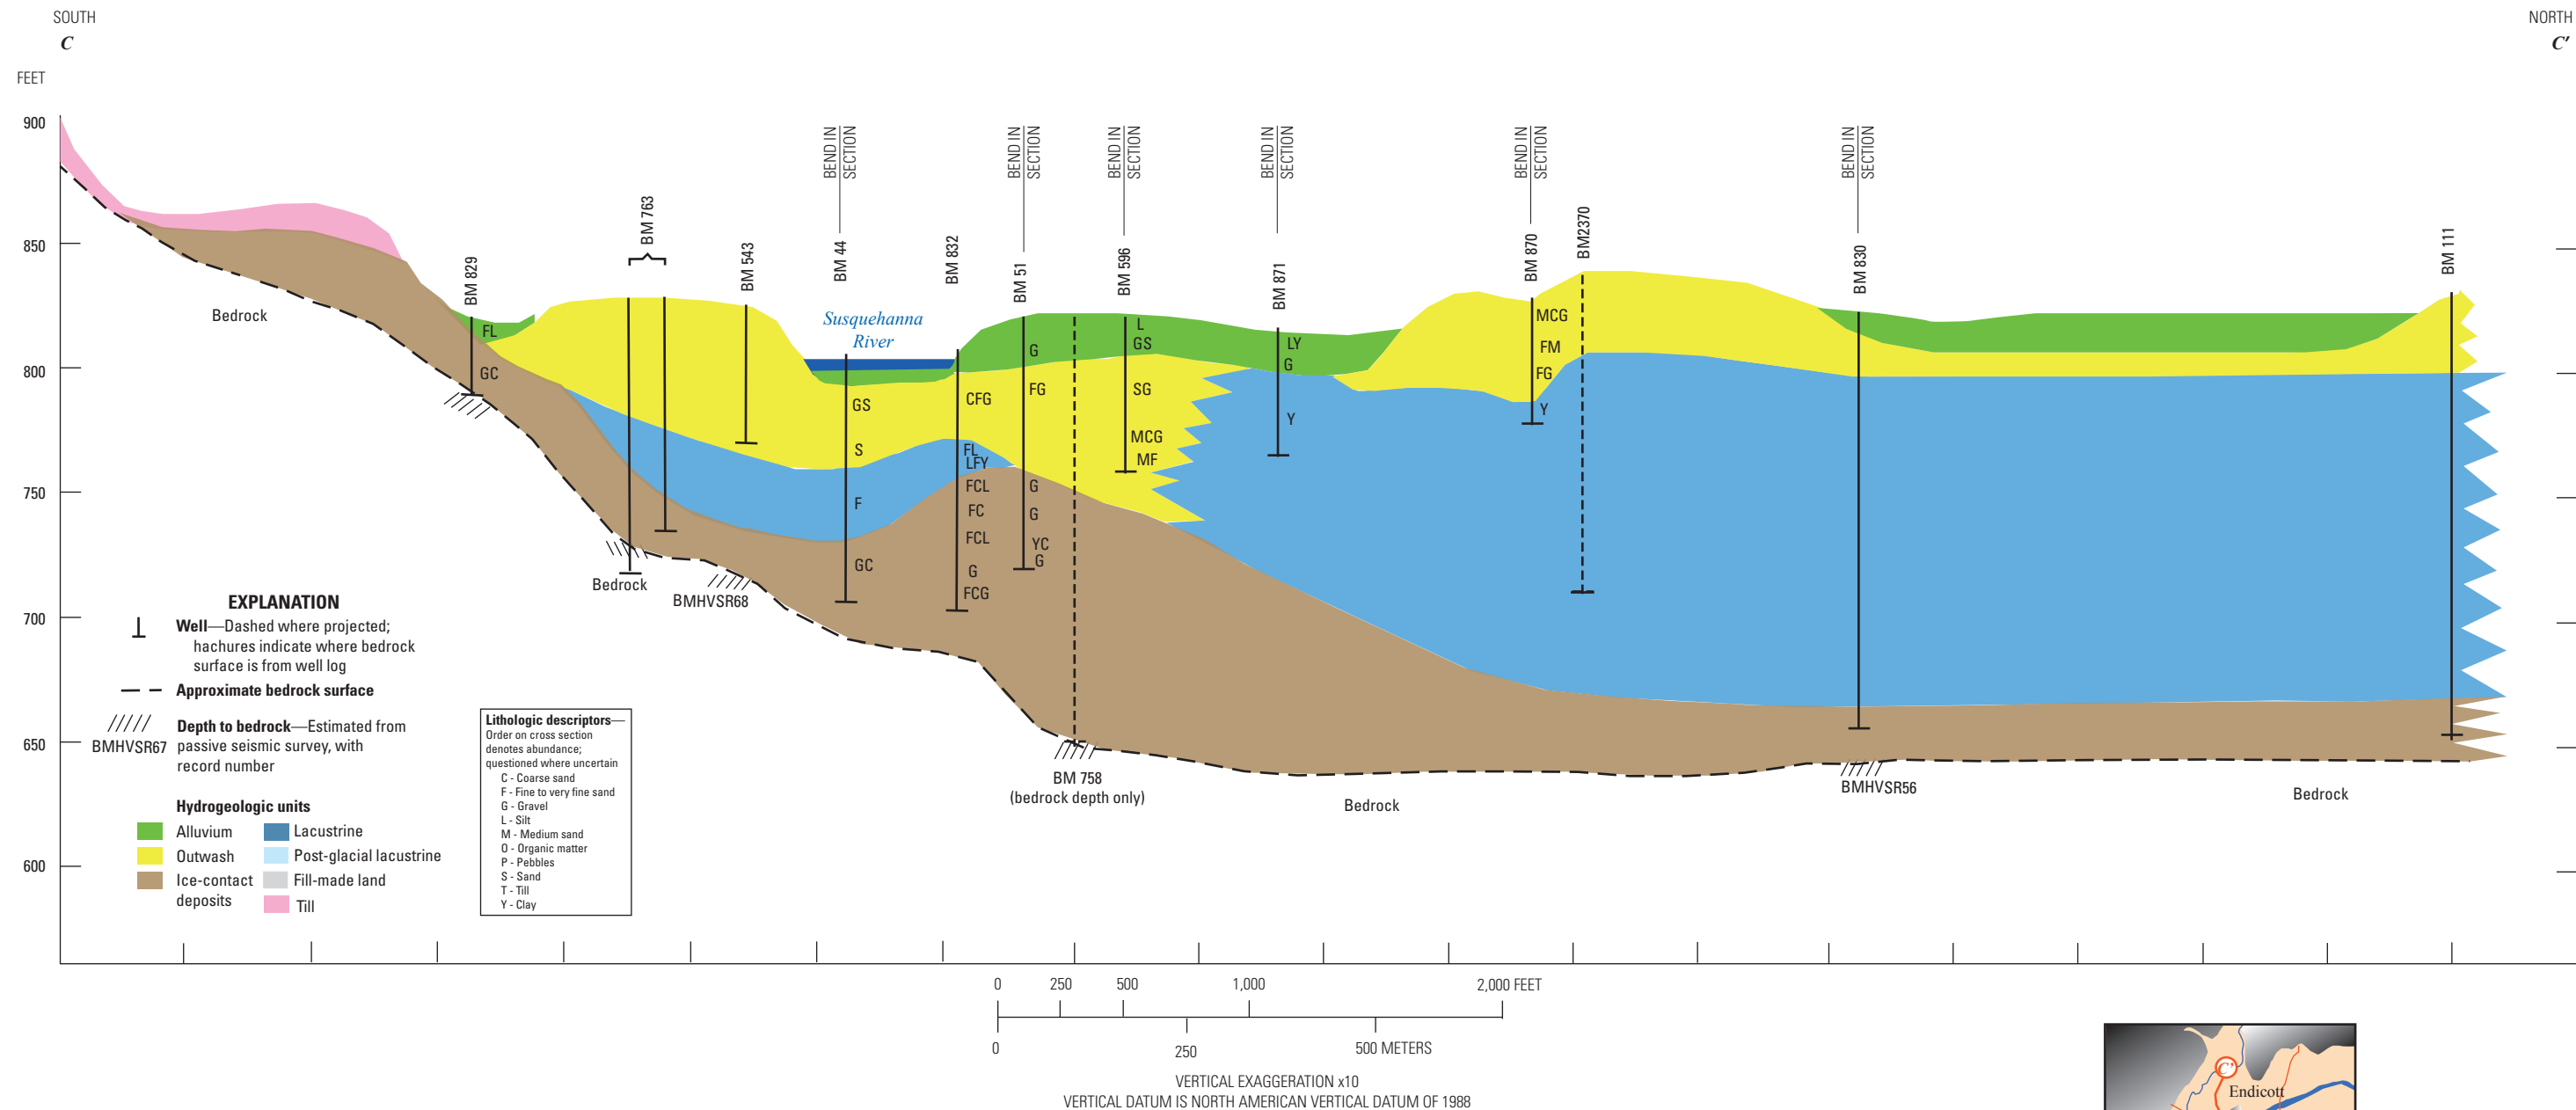 SOUTH
NORTH
C
C′
FEET
900
850
800
750
700
650
600
BEND IN
SECTION
BEND IN
SECTION
BEND IN
SECTION
BEND IN
SECTION
BEND IN
SECTION
BEND IN
SECTION
BM 829
BM 763
BM 543
BM 44
BM 832
BM 51
BM 596
BM 871
BM 870
BM2370
BM 830
BM 111
Susquehanna
River
FL
GC
GS
S
F
GC
CFG
FL
LFY
FCL
FC
FCL
G
FCG
G
FG
G
G
YC
G
L
GS
SG
MCG
MF
LY
G
Y
MCG
FM
FG
Y
Bedrock
Bedrock
BMHVSR68
BM 758
(bedrock depth only)
Bedrock
BMHVSR56
Bedrock
EXPLANATION
Well—Dashed where projected;
hachures indicate where bedrock
surface is from well log
Approximate bedrock surface
BMHVSR67
Depth to bedrock—Estimated from
passive seismic survey, with
record number
Hydrogeologic units
Alluvium
Outwash
Ice-contact
deposits
Lacustrine
Post-glacial lacustrine
Fill-made land
Till
Lithologic descriptors—
Order on cross section
denotes abundance;
questioned where uncertain
C - Coarse sand
F - Fine to very fine sand
G - Gravel
L - Silt
M - Medium sand
O - Organic matter
P - Pebbles
S - Sand
T - Till
Y - Clay
0 250 500 1,000 2,000 FEET
0 250 500 METERS
VERTICAL EXAGGERATION x10
VERTICAL DATUM IS NORTH AMERICAN VERTICAL DATUM OF 1988
C'
Endicott